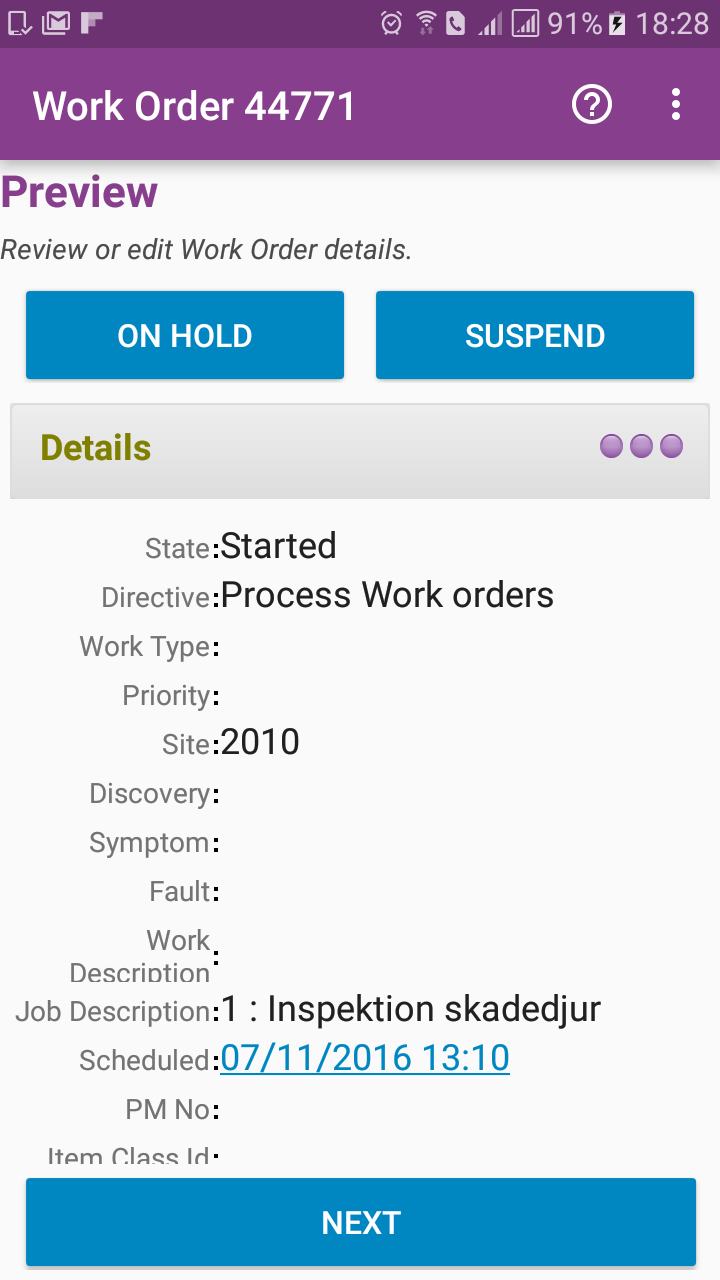 91% 18:28
Work Order 44771
Preview
Review or edit Work Order details.
ON HOLD SUSPEND
Details
State:Started
Directive:Process Work orders
Work Type:
Priority:
Site:2010
Discovery:
Symptom:
Fault:
Work
Description:
Job Description:1 : Inspektion skadedjur
Scheduled:07/11/2016 13:10
PM No:
Item Class Id:
NEXT